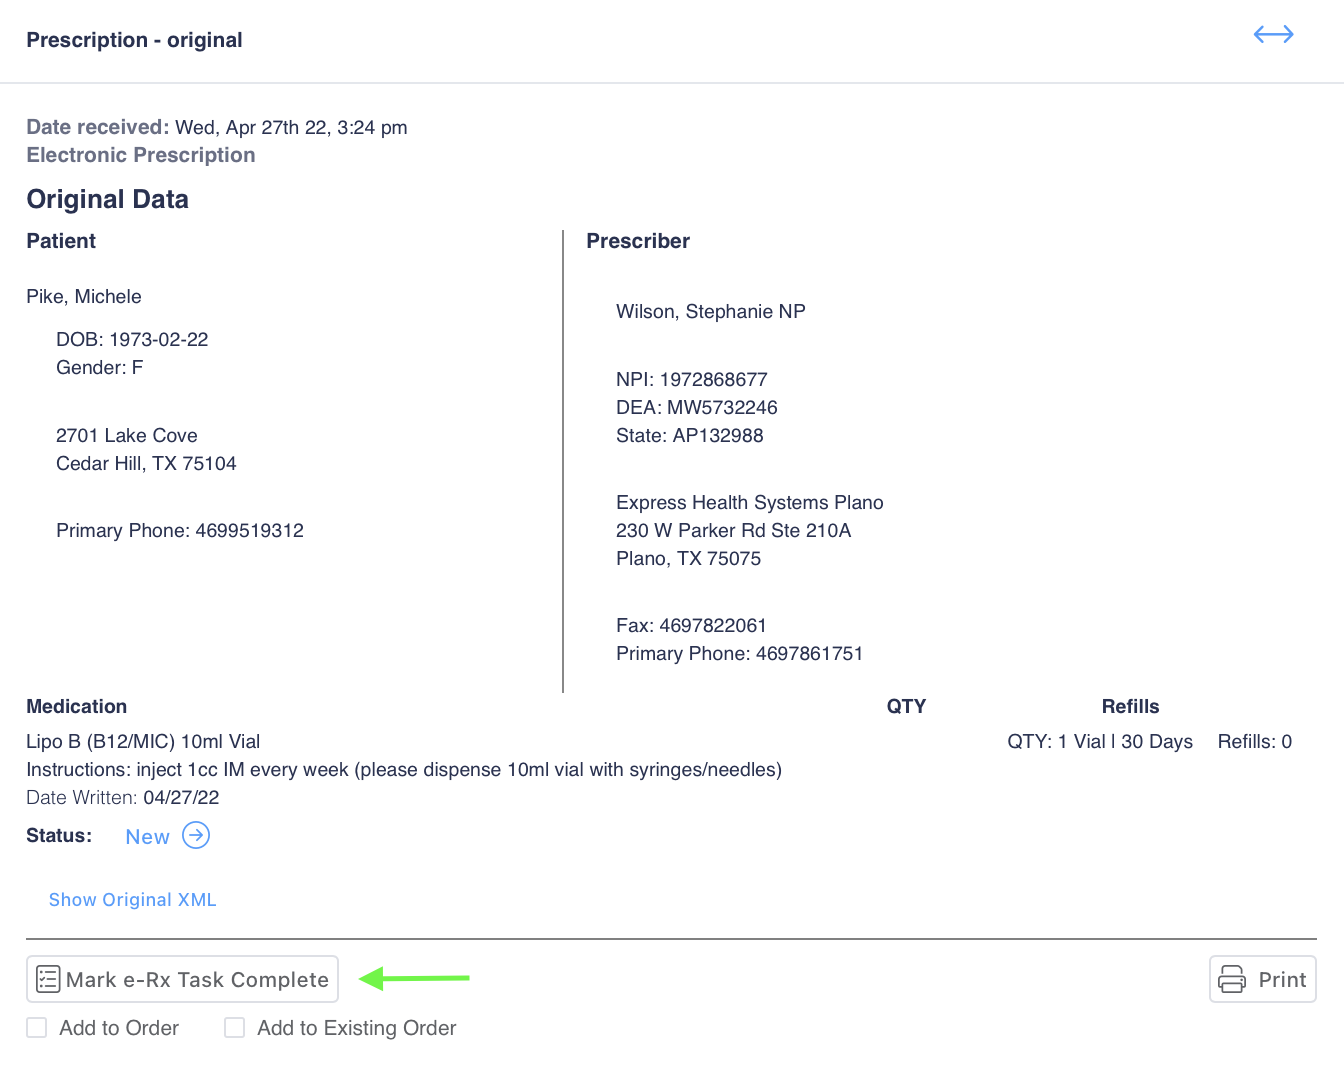 Prescription - original
Date received: Wed, Apr 27th 22, 3:24 pm
Electronic Prescription
Original Data
Patient
Pike, Michele
DOB: 1973-02-22
Gender: F
2701 Lake Cove
Cedar Hill, TX 75104
Primary Phone: 4699519312
Prescriber
Wilson, Stephanie NP
NPI: 1972868677
DEA: MW5732246
State: AP132988
Express Health Systems Plano
230 W Parker Rd Ste 210A
Plano, TX 75075
Fax: 4697822061
Primary Phone: 4697861751
Medication QTY Refills
Lipo B (B12/MIC) 10ml Vial QTY: 1 Vial | 30 Days Refills: 0
Instructions: inject 1cc IM every week (please dispense 10ml vial with syringes/needles)
Date Written: 04/27/22
Status: New
Show Original XML
Mark e-Rx Task Complete Print
Add to Order Add to Existing Order